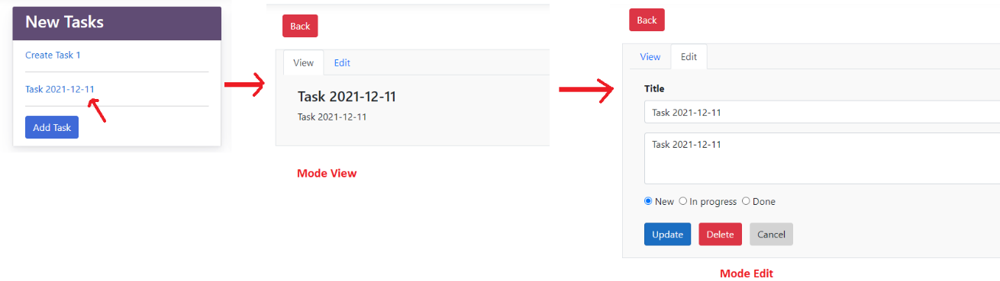 New Tasks
Create Task 1
Task 2021-12-11
Add Task
Back
View Edit
Task 2021-12-11
Task 2021-12-11
Mode View
Back
View Edit
Title
Task 2021-12-11
Task 2021-12-11
New In progress Done
Update Delete Cancel
Mode Edit